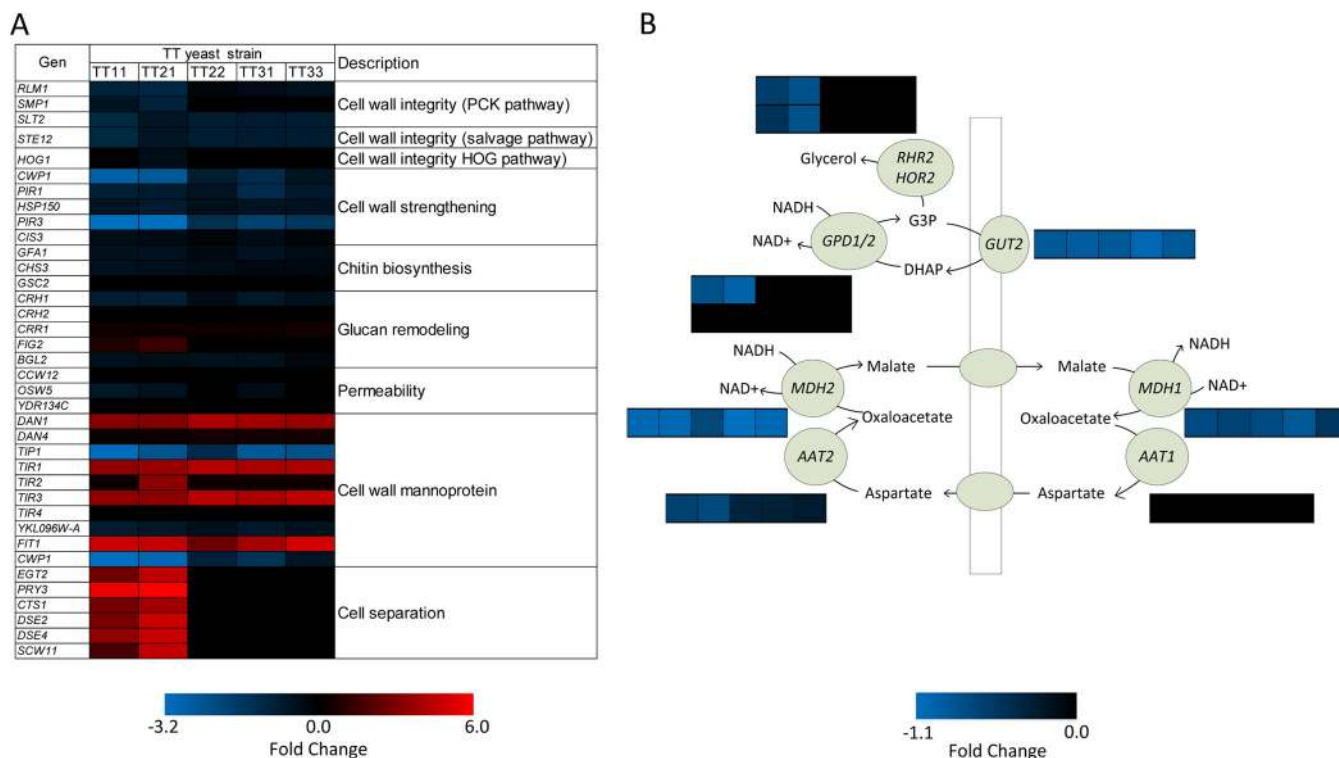 A
Gen TT yeast strain Description
TT11 TT21 TT22 TT31 TT33
RLM1
SMP1 Cell wall integrity (PCK pathway)
SLT2
STE12 Cell wall integrity (salvage pathway)
HOG1 Cell wall integrity HOG pathway)
CWP1
PIR1
HSP150 Cell wall strengthening
PIR3
CIS3
GFA1
CHS3 Chitin biosynthesis
GSC2
CRH1
CRH2
CRR1 Glucan remodeling
FIG2
BGL2
CCW12
OSW5 Permeability
YDR134C
DAN1
DAN4
TIP1
TIR1
TIR2 Cell wall mannoprotein
TIR3
TIR4
YKL096W-A
FIT1
CWP1
EGT2
PRY3
CTS1 Cell separation
DSE2
DSE4
SCW11
-3.2 0.0 6.0
Fold Change
B
Glycerol RHR2
HOR2
NADH G3P
NAD+ GPD1/2 GUT2
DHAP
NADH NADH
Malate Malate
NAD+ MDH2 MDH1 NAD+
Oxaloacetate Oxaloacetate
AAT2 AAT1
Aspartate Aspartate
-1.1 0.0
Fold Change